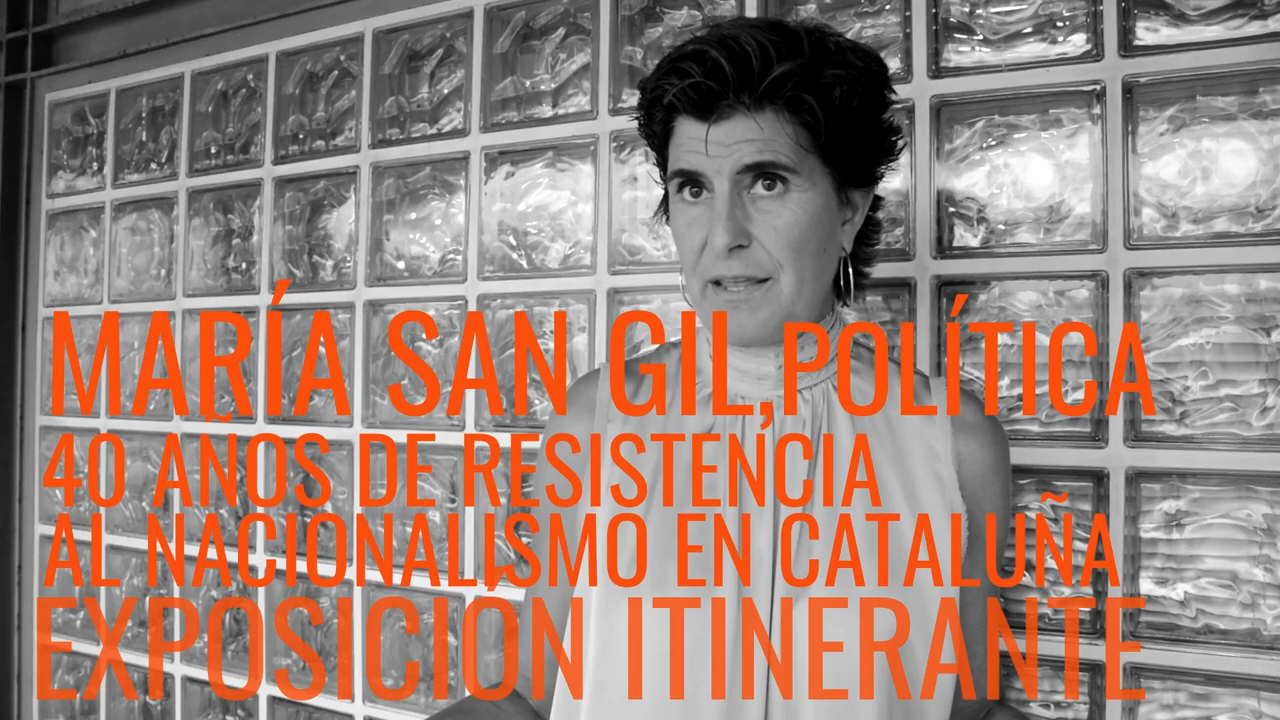 MARÍA SAN GIL,POLÍTICA
40 AÑOS DE RESISTENCIA
AL NACIONALISMO EN CATALUÑA
EXPOSICIÓN ITINERANTE